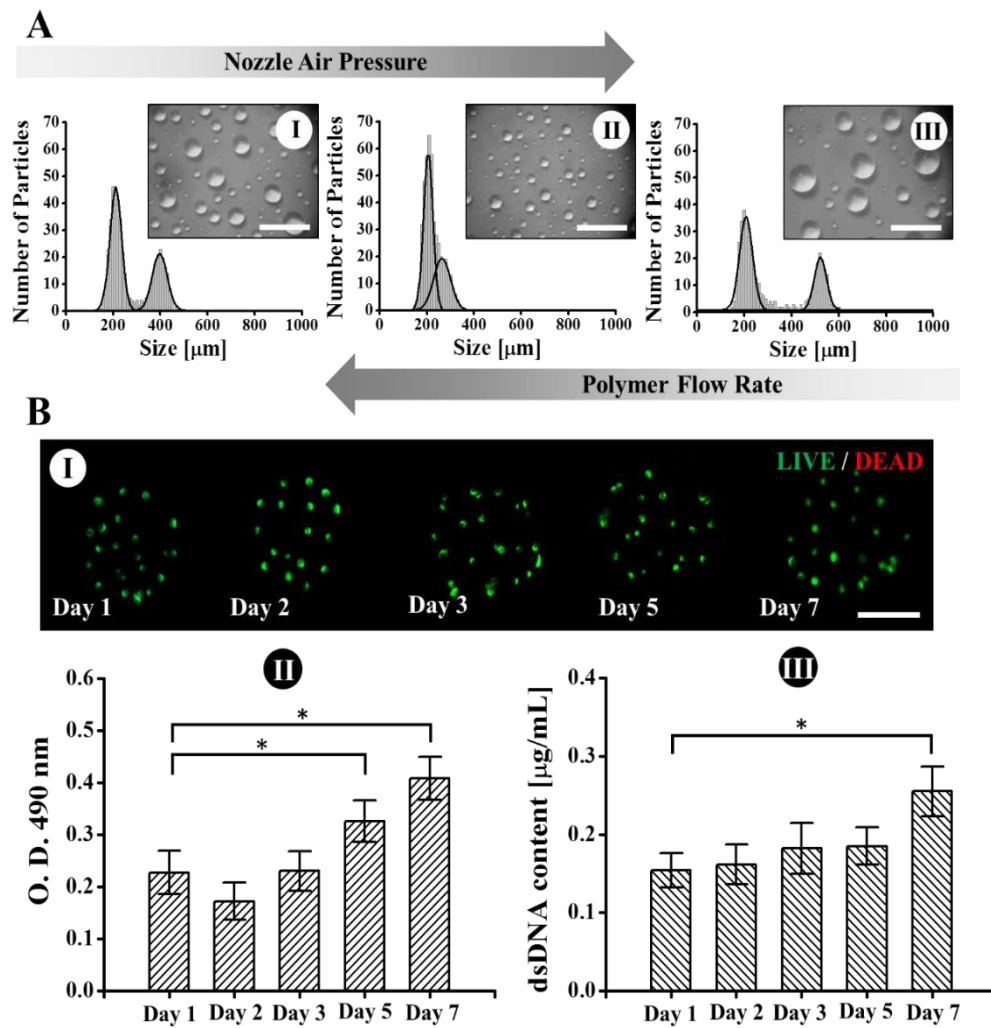 A
Nozzle Air Pressure
I
II
III
Number of Particles
70
60
50
40
30
20
10
0
0 200 400 600 800 1000
Size [μm]
Number of Particles
70
60
50
40
30
20
10
0
0 200 400 600 800 1000
Size [μm]
Number of Particles
70
60
50
40
30
20
10
0
0 200 400 600 800 1000
Size [μm]
Polymer Flow Rate
B
I
LIVE / DEAD
Day 1 Day 2 Day 3 Day 5 Day 7
II
O. D. 490 nm
0.6
0.5
0.4
0.3
0.2
0.1
0.0
*
*
Day 1 Day 2 Day 3 Day 5 Day 7
III
dsDNA content [μg/mL]
0.4
0.3
0.2
0.1
0.0
*
Day 1 Day 2 Day 3 Day 5 Day 7